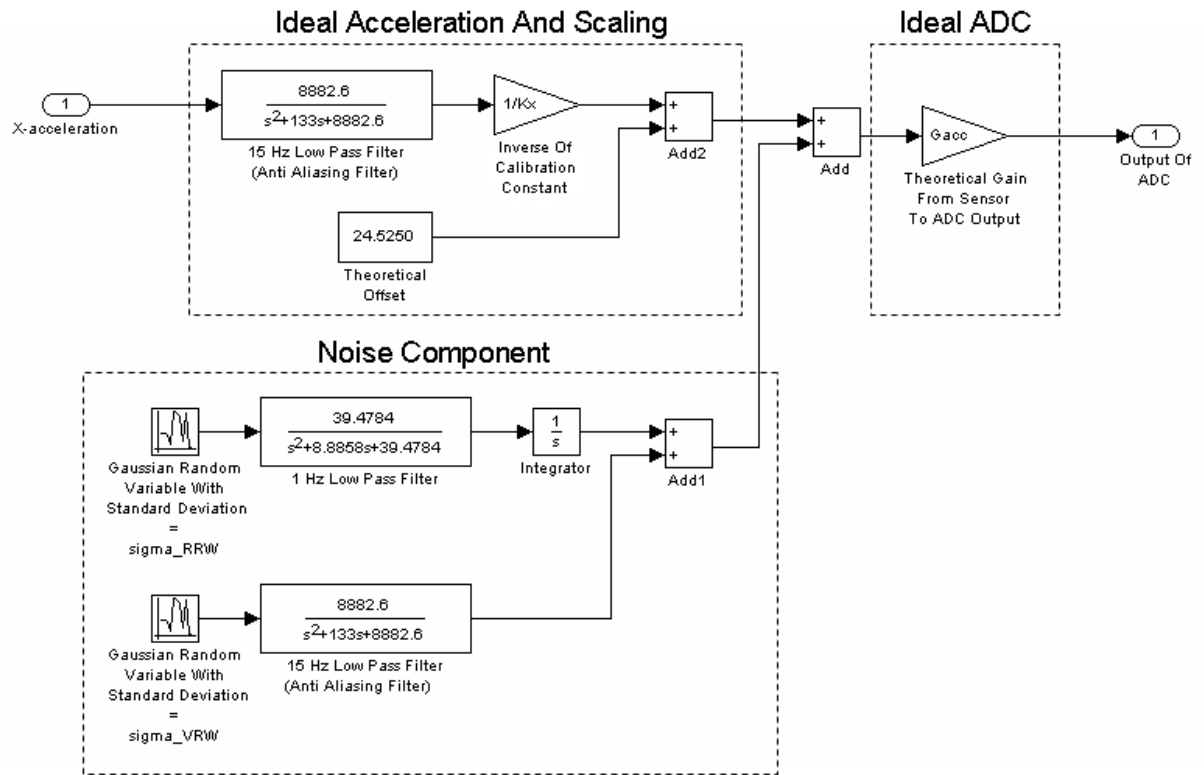 Ideal Acceleration And Scaling
Ideal ADC
1
X-acceleration
8882.6
s2+133s+8882.6
15 Hz Low Pass Filter
(Anti Aliasing Filter)
1/Kx
Inverse Of
Calibration
Constant
+
+
Add2
24.5250
Theoretical
Offset
+
+
Add
Gacc
Theoretical Gain
From Sensor
To ADC Output
1
Output Of
ADC
Noise Component
Gaussian Random
Variable With
Standard Deviation
=
sigma_RRW
39.4784
s2+8.8858s+39.4784
1 Hz Low Pass Filter
1
s
Integrator
+
+
Add1
Gaussian Random
Variable With
Standard Deviation
=
sigma_VRW
8882.6
s2+133s+8882.6
15 Hz Low Pass Filter
(Anti Aliasing Filter)